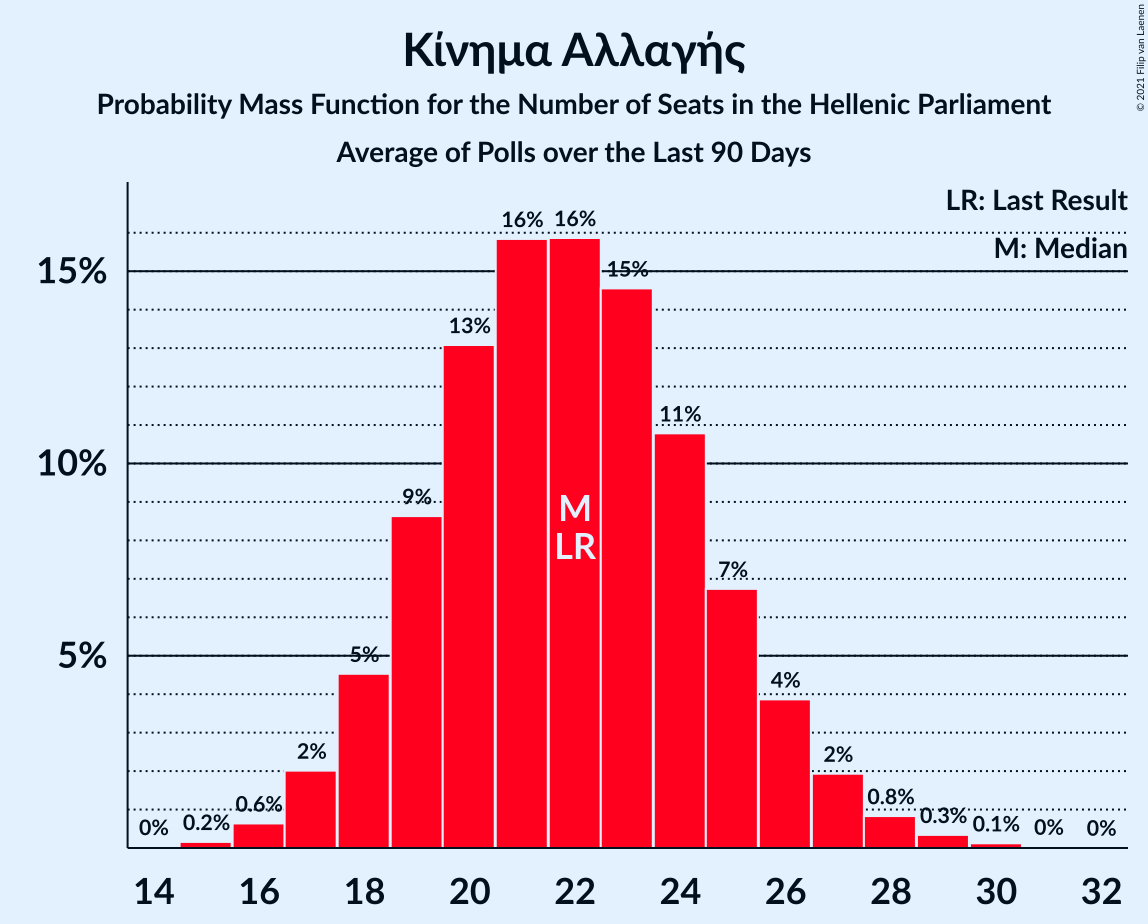 Κίνημα Αλλαγής
Probability Mass Function for the Number of Seats in the Hellenic Parliament
Average of Polls over the Last 90 Days
© 2021 Filip van Laenen
LR: Last Result
M: Median
15%
10%
5%
0%
0.2%
0.6%
2%
5%
9%
13%
16%
16%
15%
11%
7%
4%
2%
0.8%
0.3%
0.1%
0%
0%
M
LR
14 16 18 20 22 24 26 28 30 32